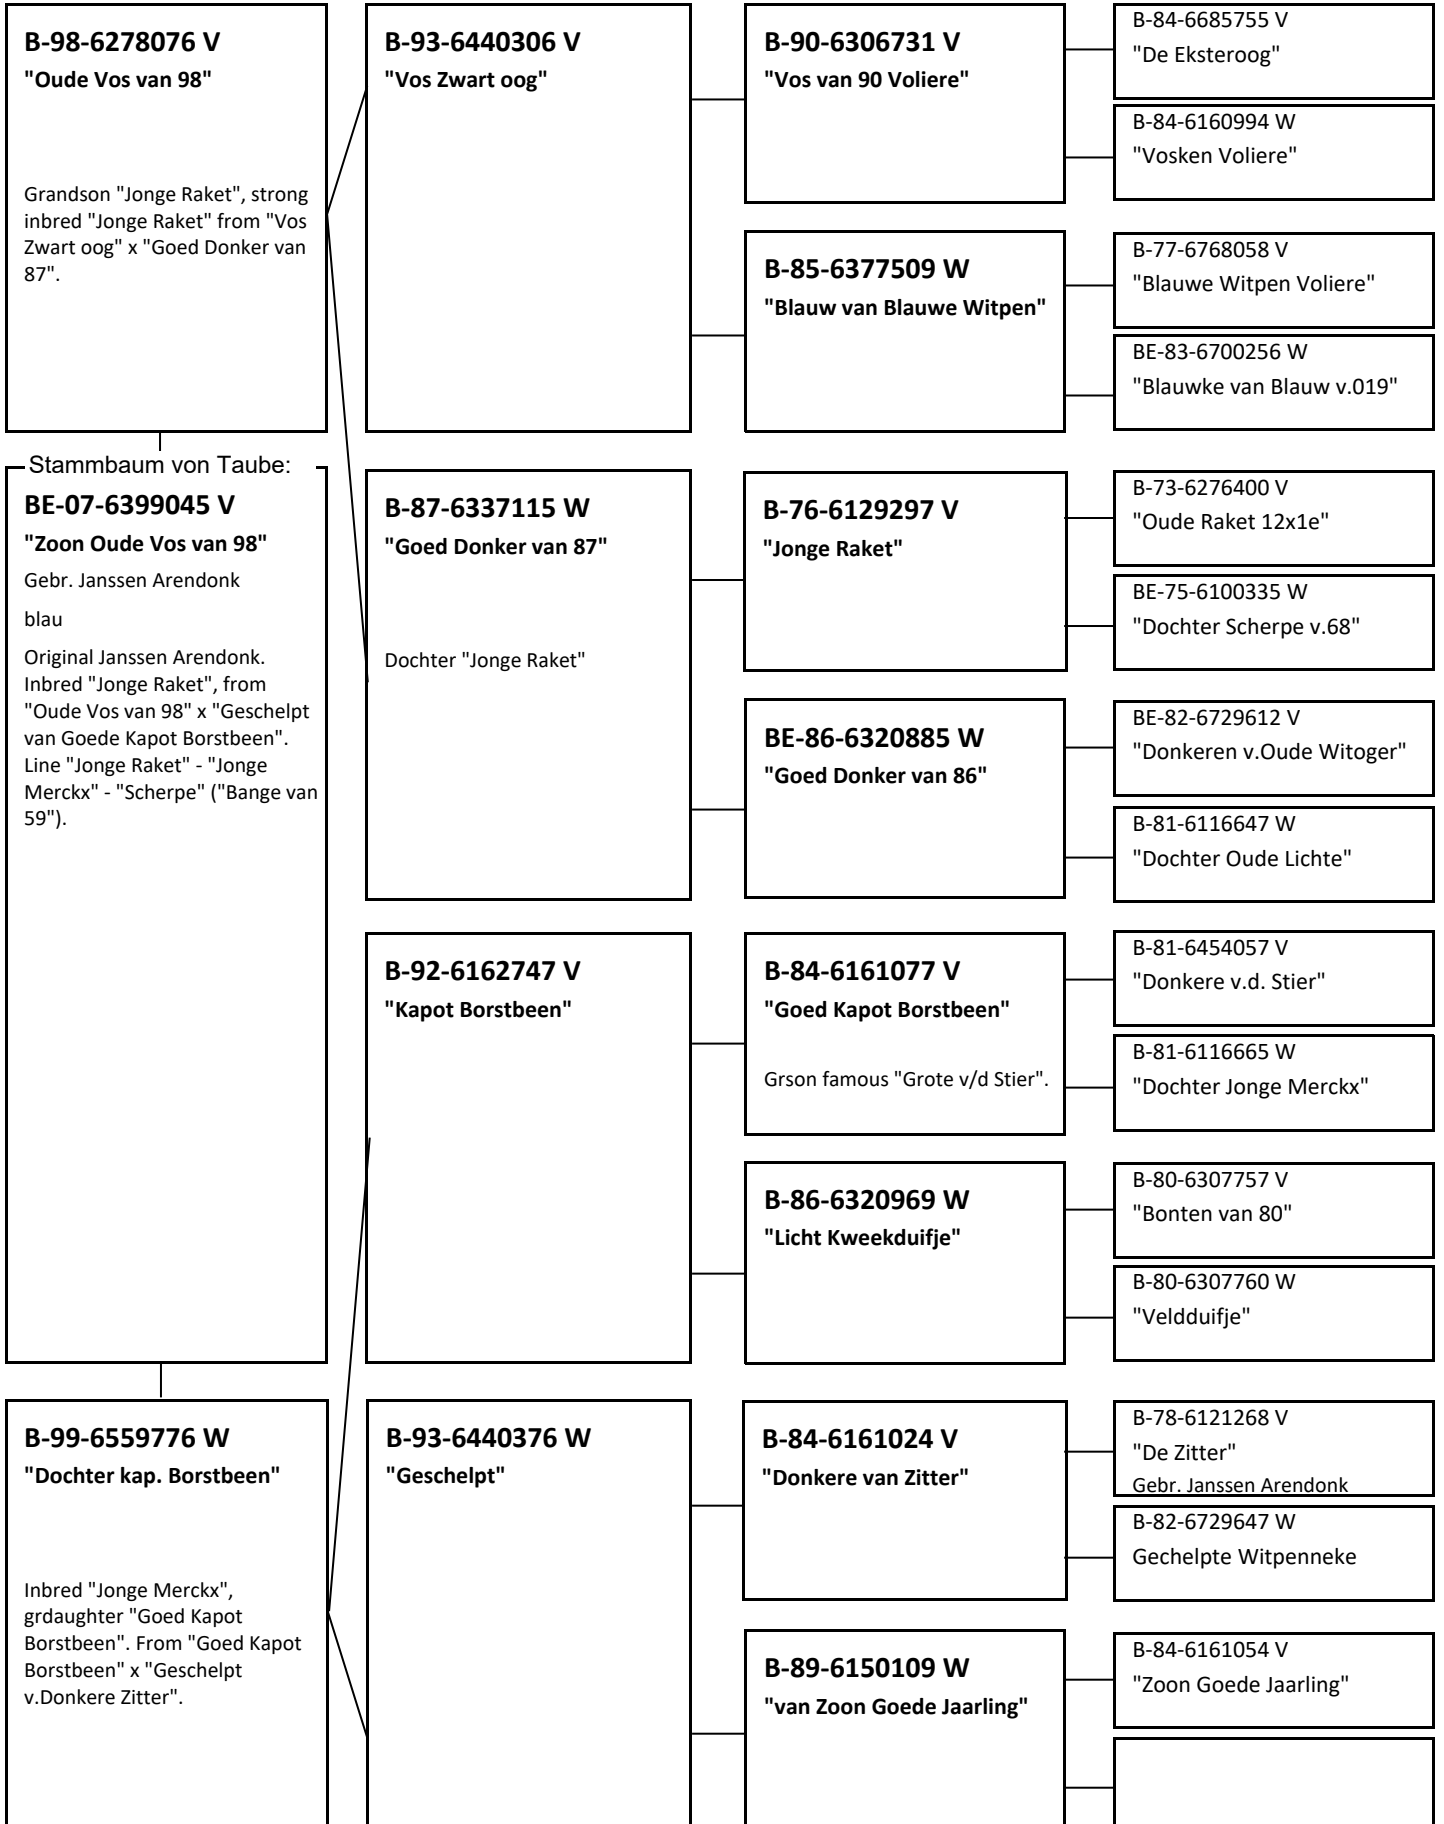 B-98-6278076 V
"Oude Vos van 98"
Grandson "Jonge Raket", strong
inbred "Jonge Raket" from "Vos
Zwart oog" x "Goed Donker van
87".
Stammbaum von Taube:
BE-07-6399045 V
"Zoon Oude Vos van 98"
Gebr. Janssen Arendonk
blau
Original Janssen Arendonk.
Inbred "Jonge Raket", from
"Oude Vos van 98" x "Geschelpt
van Goede Kapot Borstbeen".
Line "Jonge Raket" - "Jonge
Merckx" - "Scherpe" ("Bange van
59").
B-99-6559776 W
"Dochter kap. Borstbeen"
Inbred "Jonge Merckx",
grdaughter "Goed Kapot
Borstbeen". From "Goed Kapot
Borstbeen" x "Geschelpt
v.Donkere Zitter".
B-93-6440306 V
"Vos Zwart oog"
B-87-6337115 W
"Goed Donker van 87"
Dochter "Jonge Raket"
B-92-6162747 V
"Kapot Borstbeen"
B-93-6440376 W
"Geschelpt"
B-90-6306731 V
"Vos van 90 Voliere"
B-85-6377509 W
"Blauw van Blauwe Witpen"
B-76-6129297 V
"Jonge Raket"
BE-86-6320885 W
"Goed Donker van 86"
B-84-6161077 V
"Goed Kapot Borstbeen"
Grson famous "Grote v/d Stier".
B-86-6320969 W
"Licht Kweekduifje"
B-84-6161024 V
"Donkere van Zitter"
B-89-6150109 W
"van Zoon Goede Jaarling"
B-84-6685755 V
"De Eksteroog"
B-84-6160994 W
"Vosken Voliere"
B-77-6768058 V
"Blauwe Witpen Voliere"
BE-83-6700256 W
"Blauwke van Blauw v.019"
B-73-6276400 V
"Oude Raket 12x1e"
BE-75-6100335 W
"Dochter Scherpe v.68"
BE-82-6729612 V
"Donkeren v.Oude Witoger"
B-81-6116647 W
"Dochter Oude Lichte"
B-81-6454057 V
"Donkere v.d. Stier"
B-81-6116665 W
"Dochter Jonge Merckx"
B-80-6307757 V
"Bonten van 80"
B-80-6307760 W
"Veldduifje"
B-78-6121268 V
"De Zitter"
Gebr. Janssen Arendonk
B-82-6729647 W
Gechelpte Witpenneke
B-84-6161054 V
"Zoon Goede Jaarling"